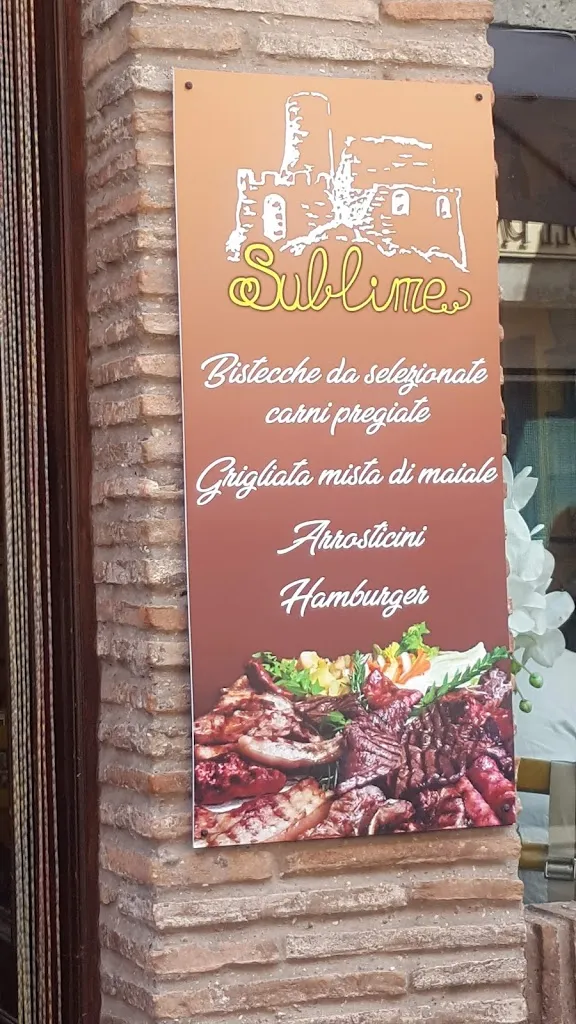 Sublime
Bistecche da selezionate
carni pregiate
Grigliata mista di maiale
Arrosticini
Hamburger